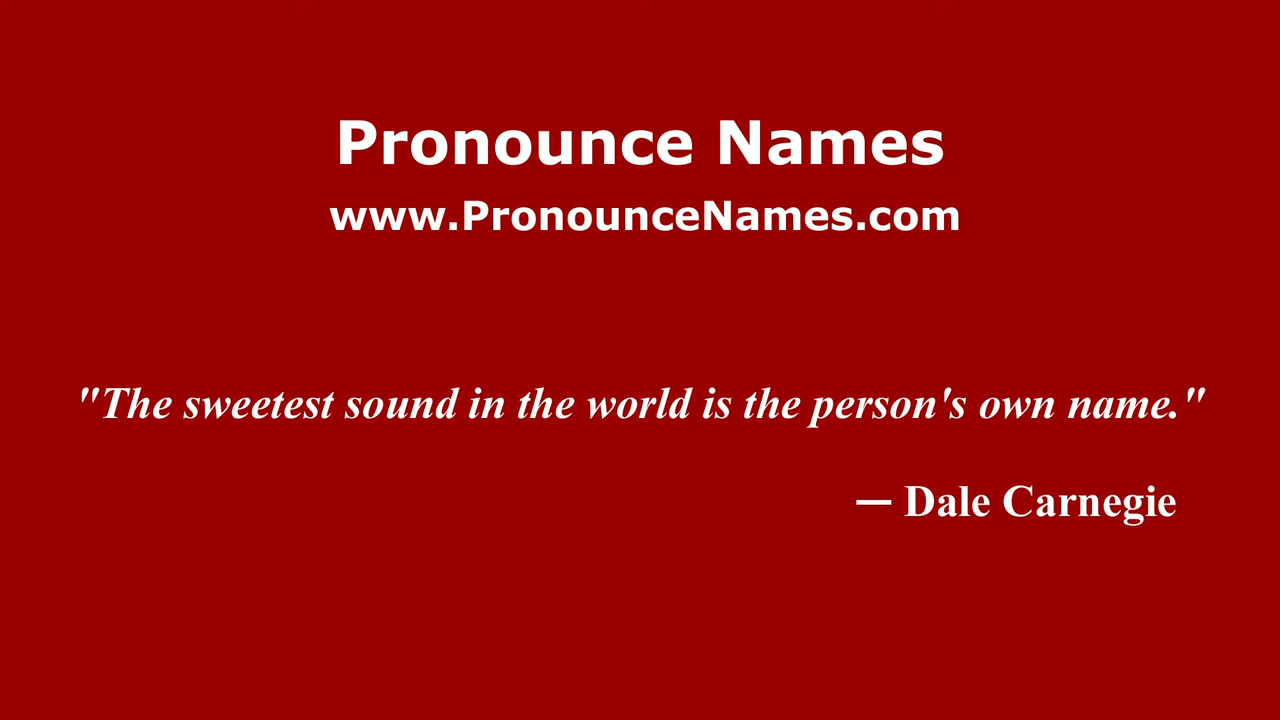 Pronounce Names
www.PronounceNames.com
"The sweetest sound in the world is the person's own name."
— Dale Carnegie